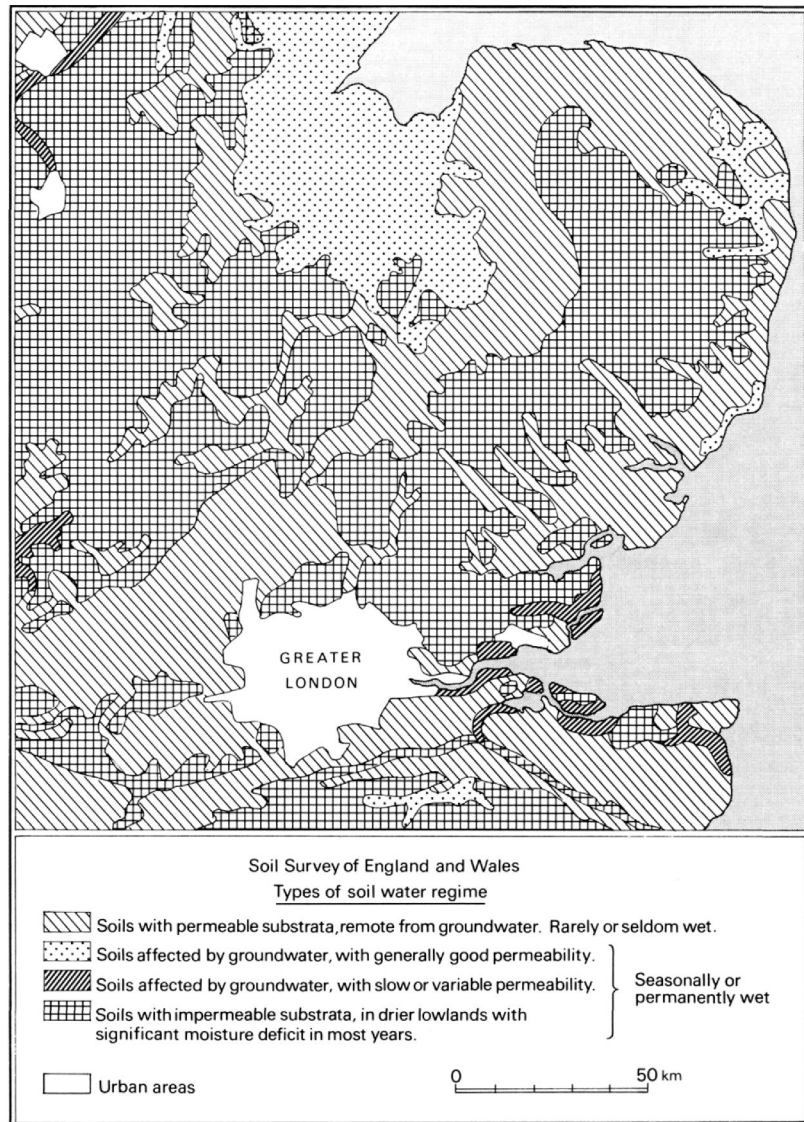 GREATER
LONDON
Soil Survey of England and Wales
Types of soil water regime
Soils with permeable substrata, remote from groundwater. Rarely or seldom wet.
Soils affected by groundwater, with generally good permeability.
Soils affected by groundwater, with slow or variable permeability.
Soils with impermeable substrata, in drier lowlands with
significant moisture deficit in most years.
Seasonally or
permanently wet
Urban areas
0 50 km